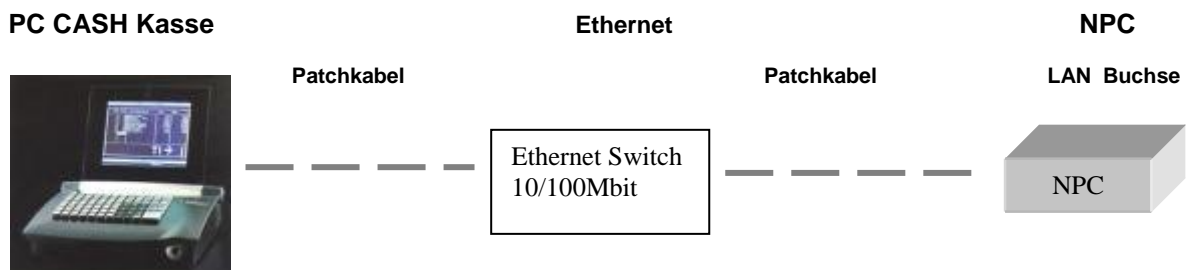 PC CASH Kasse
Ethernet
NPC
Patchkabel
Patchkabel
LAN Buchse
Ethernet Switch
10/100Mbit
NPC